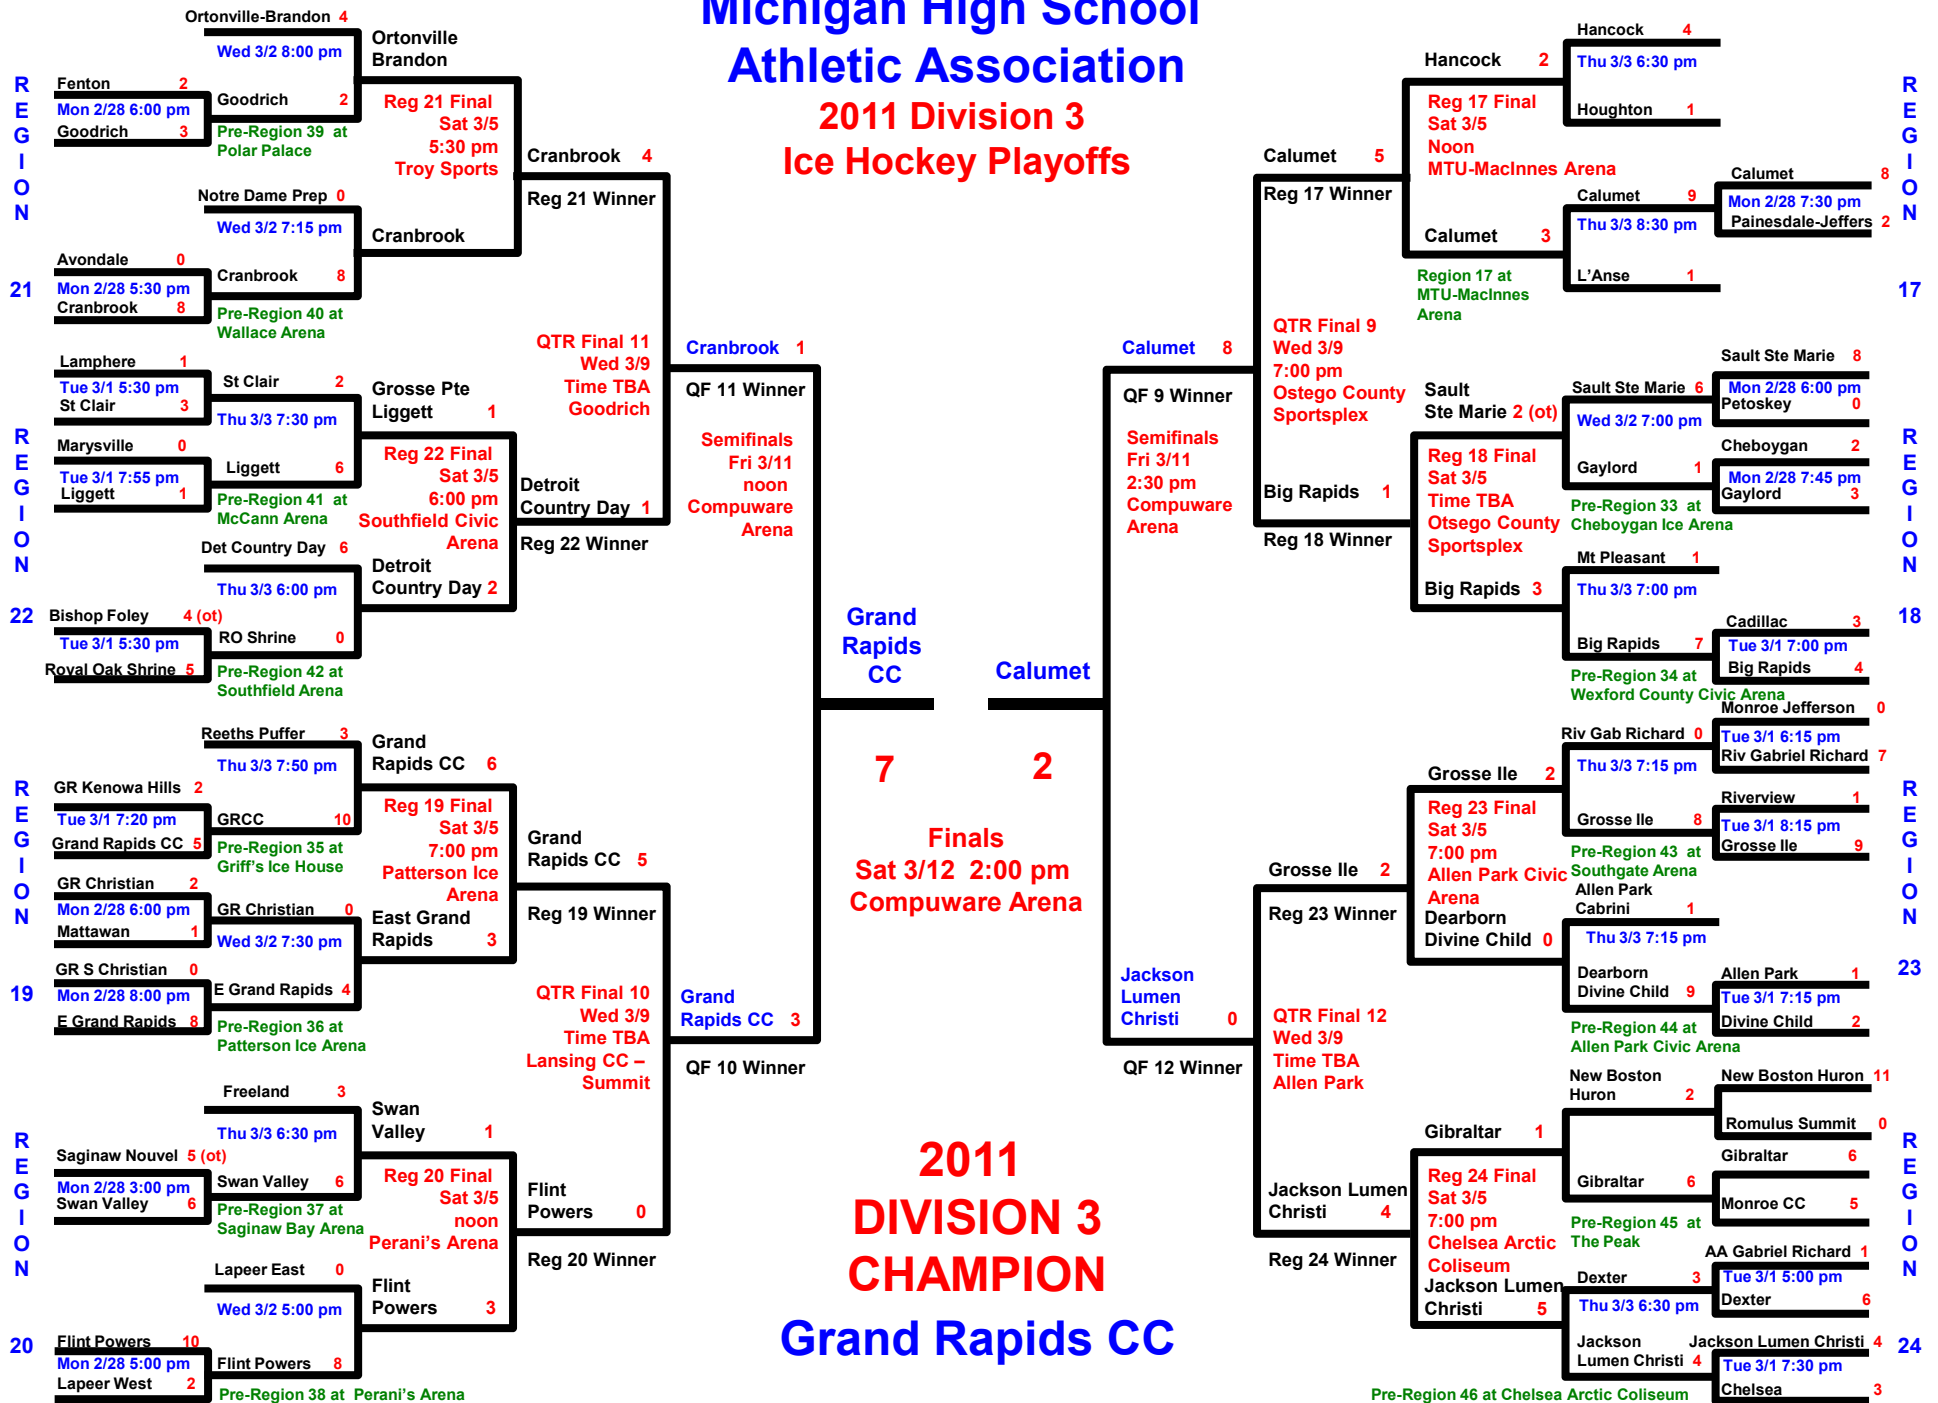 Michigan High School
Athletic Association
2011 Division 3
Ice Hockey Playoffs
REGION
21
Ortonville-Brandon 4
Wed 3/2 8:00 pm
Fenton 2
Mon 2/28 6:00 pm
Goodrich 3
Goodrich 2
Pre-Region 39 at
Polar Palace
Ortonville
Brandon
Reg 21 Final
Sat 3/5
5:30 pm
Troy Sports
Notre Dame Prep 0
Wed 3/2 7:15 pm
Avondale 0
Mon 2/28 5:30 pm
Cranbrook 8
Cranbrook 8
Pre-Region 40 at
Wallace Arena
Cranbrook
Cranbrook 4
Reg 21 Winner
QTR Final 11
Wed 3/9
Time TBA
Goodrich
REGION
22
Lamphere 1
Tue 3/1 5:30 pm
St Clair 3
St Clair 2
Thu 3/3 7:30 pm
Marysville 0
Tue 3/1 7:55 pm
Liggett 1
Liggett 6
Pre-Region 41 at
McCann Arena
Grosse Pte
Liggett 1
Reg 22 Final
Sat 3/5
6:00 pm
Southfield Civic
Arena
Det Country Day 6
Thu 3/3 6:00 pm
Bishop Foley 4 (ot)
Tue 3/1 5:30 pm
Royal Oak Shrine 5
RO Shrine 0
Pre-Region 42 at
Southfield Arena
Detroit
Country Day 2
Detroit
Country Day 1
Reg 22 Winner
Cranbrook 1
QF 11 Winner
Semifinals
Fri 3/11
noon
Compuware
Arena
REGION
19
Reeths Puffer 3
Thu 3/3 7:50 pm
GR Kenowa Hills 2
Tue 3/1 7:20 pm
Grand Rapids CC 5
GRCC 10
Pre-Region 35 at
Griff's Ice House
Grand
Rapids CC 6
Reg 19 Final
Sat 3/5
7:00 pm
Patterson Ice
Arena
GR Christian 2
Mon 2/28 6:00 pm
Mattawan 1
GR Christian 0
Wed 3/2 7:30 pm
GR S Christian 0
Mon 2/28 8:00 pm
E Grand Rapids 8
E Grand Rapids 4
Pre-Region 36 at
Patterson Ice Arena
East Grand
Rapids 3
Grand
Rapids CC 5
Reg 19 Winner
QTR Final 10
Wed 3/9
Time TBA
Lansing CC –
Summit
REGION
20
Freeland 3
Thu 3/3 6:30 pm
Saginaw Nouvel 5 (ot)
Mon 2/28 3:00 pm
Swan Valley 6
Swan Valley 6
Pre-Region 37 at
Saginaw Bay Arena
Swan
Valley 1
Reg 20 Final
Sat 3/5
noon
Perani's Arena
Lapeer East 0
Wed 3/2 5:00 pm
Flint Powers 10
Mon 2/28 5:00 pm
Lapeer West 2
Flint Powers 8
Pre-Region 38 at Perani's Arena
Flint
Powers 3
Flint
Powers 0
Reg 20 Winner
Grand
Rapids CC 3
QF 10 Winner
Grand
Rapids
CC
7
Calumet
2
Finals
Sat 3/12 2:00 pm
Compuware Arena
2011
DIVISION 3
CHAMPION
Grand Rapids CC
REGION
17
Hancock 4
Thu 3/3 6:30 pm
Houghton 1
Hancock 2
Reg 17 Final
Sat 3/5
Noon
MTU-MacInnes Arena
Calumet 8
Mon 2/28 7:30 pm
Painesdale-Jeffers 2
Calumet 9
Thu 3/3 8:30 pm
L'Anse 1
Calumet 3
Region 17 at
MTU-MacInnes
Arena
Calumet 5
Reg 17 Winner
QTR Final 9
Wed 3/9
7:00 pm
Ostego County
Sportsplex
REGION
18
Sault Ste Marie 8
Mon 2/28 6:00 pm
Petoskey 0
Sault Ste Marie 6
Wed 3/2 7:00 pm
Cheboygan 2
Mon 2/28 7:45 pm
Gaylord 3
Gaylord 1
Pre-Region 33 at
Cheboygan Ice Arena
Sault
Ste Marie 2 (ot)
Reg 18 Final
Sat 3/5
Time TBA
Otsego County
Sportsplex
Mt Pleasant 1
Thu 3/3 7:00 pm
Cadillac 3
Tue 3/1 7:00 pm
Big Rapids 4
Big Rapids 7
Pre-Region 34 at
Wexford County Civic Arena
Big Rapids 3
Big Rapids 1
Reg 18 Winner
Calumet 8
QF 9 Winner
Semifinals
Fri 3/11
2:30 pm
Compuware
Arena
REGION
23
Monroe Jefferson 0
Tue 3/1 6:15 pm
Riv Gabriel Richard 7
Riv Gab Richard 0
Thu 3/3 7:15 pm
Riverview 1
Tue 3/1 8:15 pm
Grosse Ile 9
Grosse Ile 8
Pre-Region 43 at
Southgate Arena
Grosse Ile 2
Reg 23 Final
Sat 3/5
7:00 pm
Allen Park Civic
Arena
Allen Park
Cabrini 1
Thu 3/3 7:15 pm
Allen Park 1
Tue 3/1 7:15 pm
Divine Child 2
Dearborn
Divine Child 9
Pre-Region 44 at
Allen Park Civic Arena
Dearborn
Divine Child 0
Grosse Ile 2
Reg 23 Winner
QTR Final 12
Wed 3/9
Time TBA
Allen Park
REGION
24
New Boston Huron 11
Romulus Summit 0
New Boston
Huron 2
Gibraltar 6
Monroe CC 5
Gibraltar 6
Pre-Region 45 at
The Peak
Gibraltar 1
Reg 24 Final
Sat 3/5
7:00 pm
Chelsea Arctic
Coliseum
AA Gabriel Richard 1
Tue 3/1 5:00 pm
Dexter 6
Dexter 3
Thu 3/3 6:30 pm
Jackson Lumen Christi 4
Tue 3/1 7:30 pm
Chelsea 3
Jackson
Lumen Christi 4
Pre-Region 46 at Chelsea Arctic Coliseum
Jackson Lumen
Christi 5
Jackson Lumen
Christi 4
Reg 24 Winner
Jackson
Lumen
Christi 0
QF 12 Winner